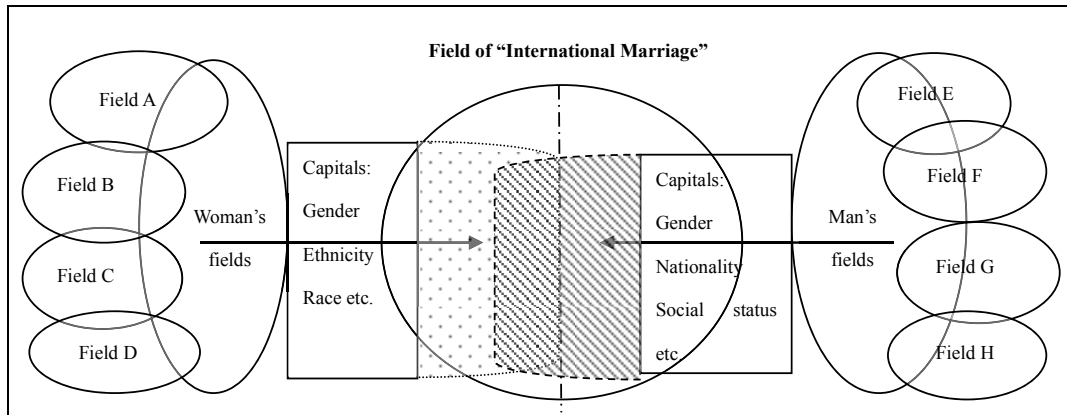 Field of “International Marriage”
Field A
Field B
Field C
Field D
Woman’s
fields
Capitals:
Gender
Ethnicity
Race etc.
Capitals:
Gender
Nationality
Social status
etc
Man’s
fields
Field E
Field F
Field G
Field H